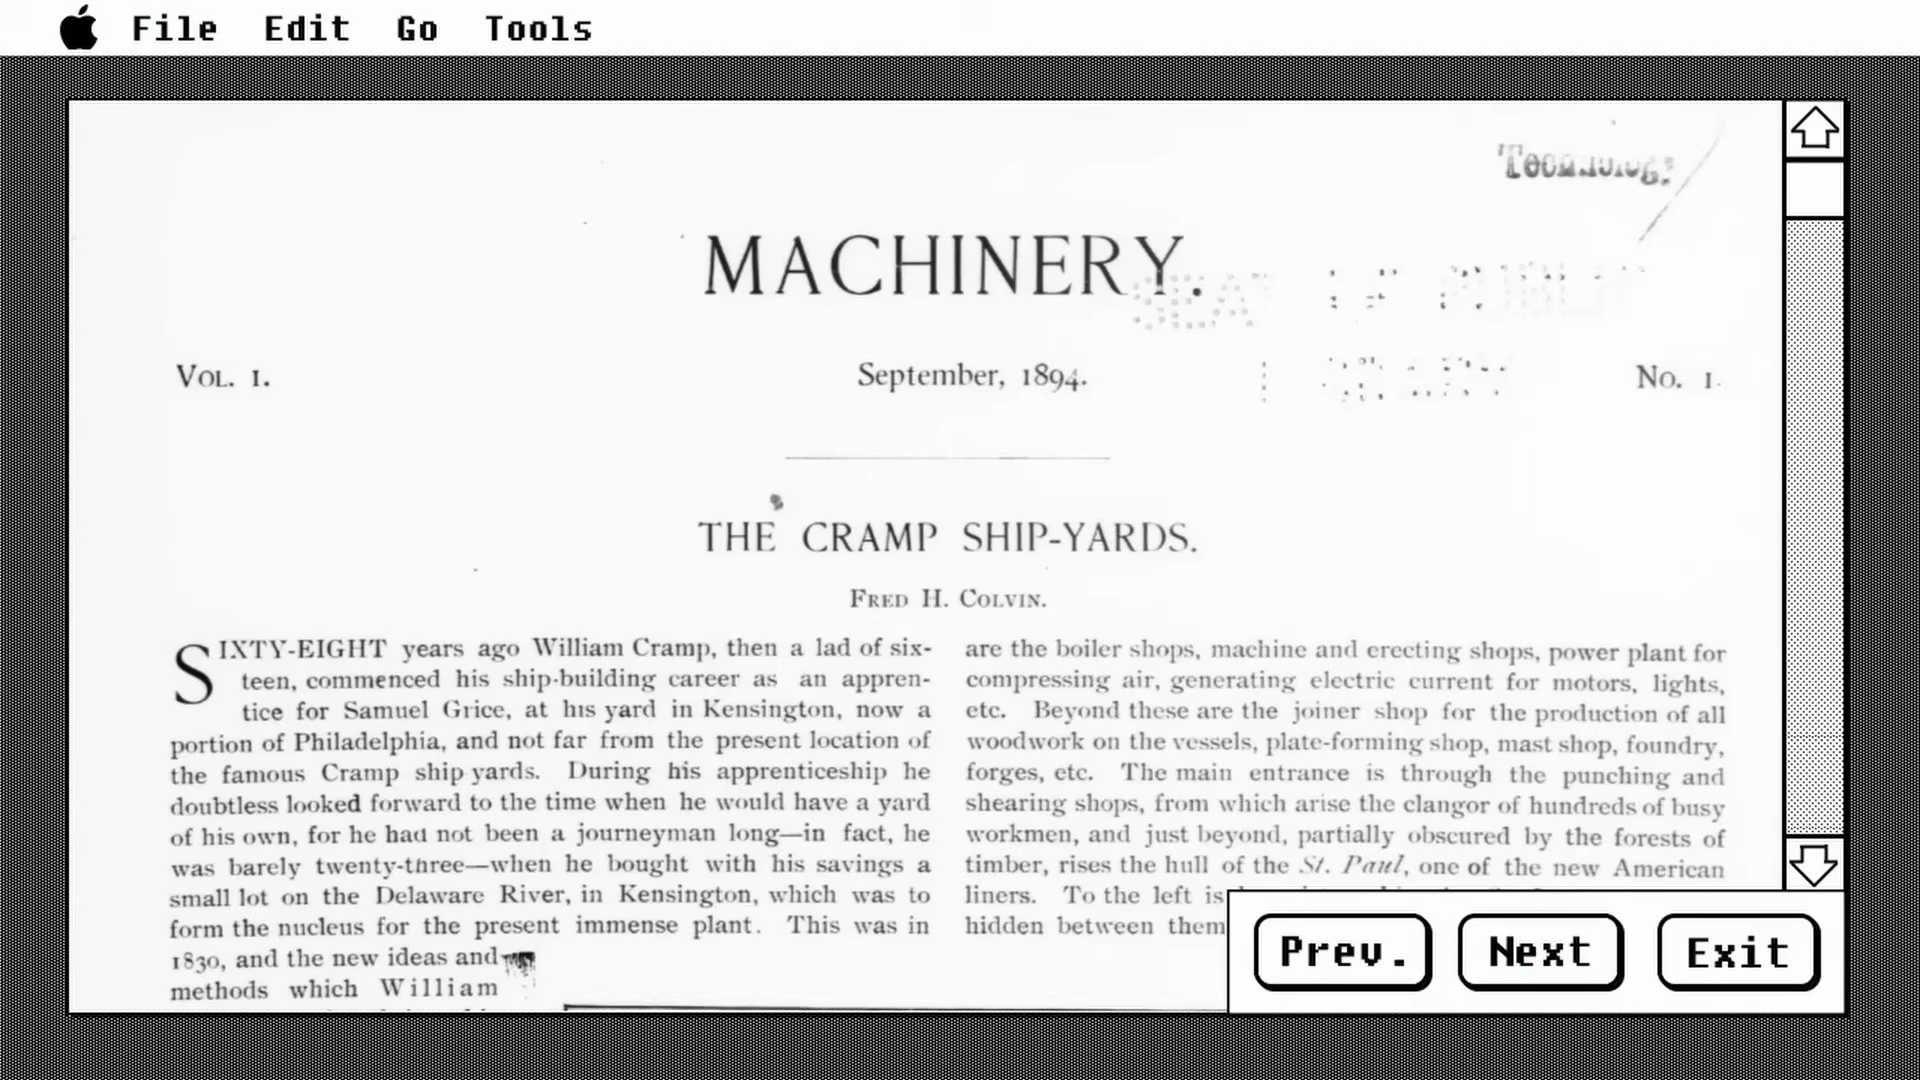 File Edit Go Tools
MACHINERY.
VOL. 1. September, 1894. No. 1.
THE CRAMP SHIP-YARDS.
FRED H. COLVIN.
SIXTY-EIGHT years ago William Cramp, then a lad of six-
teen, commenced his ship-building career as an appren-
tice for Samuel Grice, at his yard in Kensington, now a
portion of Philadelphia, and not far from the present location of
the famous Cramp ship yards. During his apprenticeship he
doubtless looked forward to the time when he would have a yard
of his own, for he had not been a journeyman long—in fact, he
was barely twenty-three—when he bought with his savings a
small lot on the Delaware River, in Kensington, which was to
form the nucleus for the present immense plant. This was in
1830, and the new ideas and
methods which William
are the boiler shops, machine and erecting shops, power plant for
compressing air, generating electric current for motors, lights,
etc. Beyond these are the joiner shop for the production of all
woodwork on the vessels, plate-forming shop, mast shop, foundry,
forges, etc. The main entrance is through the punching and
shearing shops, from which arise the clangor of hundreds of busy
workmen, and just beyond, partially obscured by the forests of
timber, rises the hull of the St. Paul, one of the new American
liners. To the left is
hidden between them
Prev. Next Exit